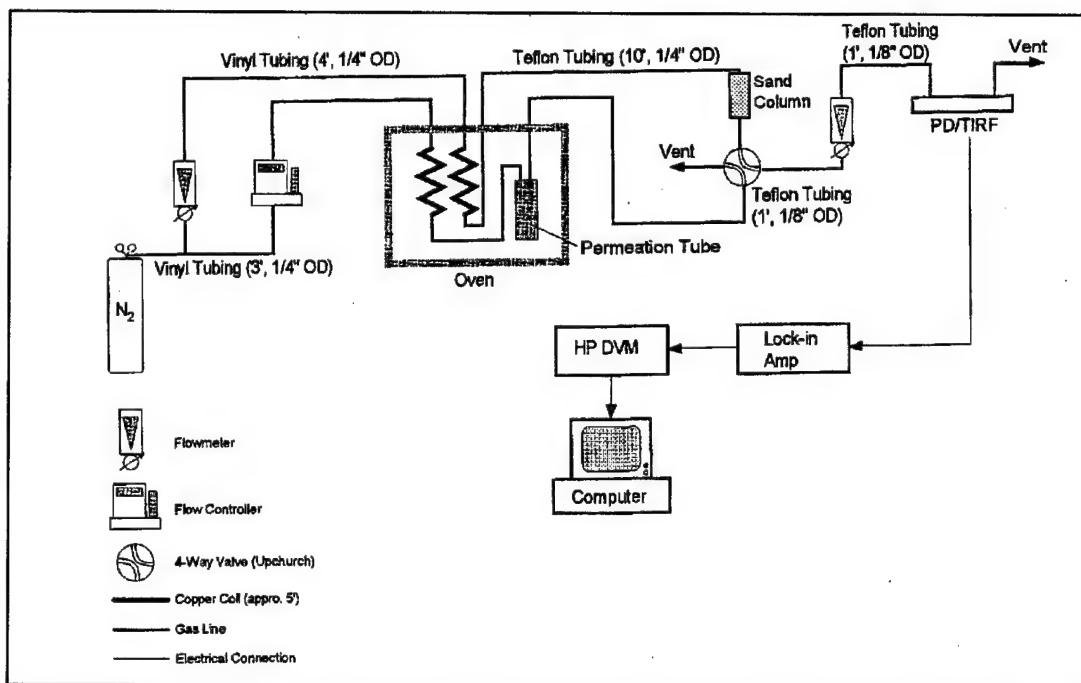 Teflon Tubing
(1', 1/8" OD)
Vent
Vinyl Tubing (4', 1/4" OD)
Teflon Tubing (10', 1/4" OD)
Sand
Column
PD/TIRF
Vent
Teflon Tubing
(1', 1/8" OD)
Permeation Tube
Vinyl Tubing (3', 1/4" OD)
Oven
N2
HP DVM
Lock-in
Amp
Computer
Flowmeter
Flow Controller
4-Way Valve (Upchurch)
Copper Coil (appro. 5')
Gas Line
Electrical Connection